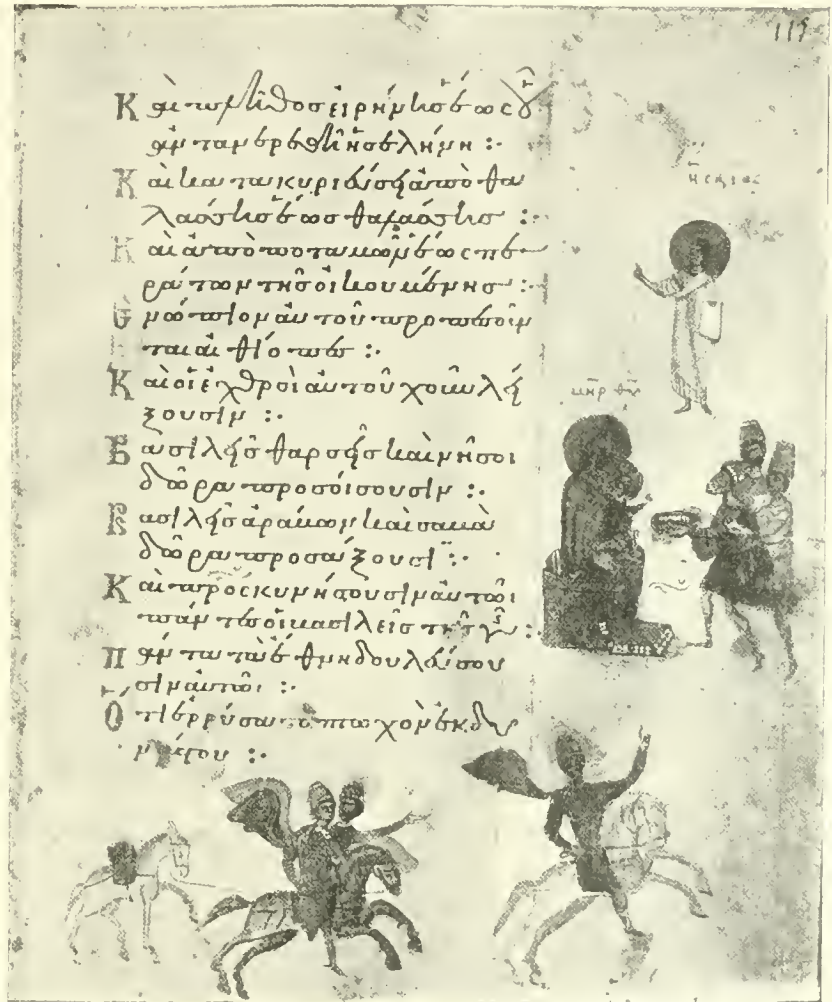 119
Καὶ πλῆθος εἰρήνης ἕως οὗ
ἀνταναιρεθῆ ἡ σελήνη :·
Καὶ κατακυριεύσει ἀπὸ θα
λάσσης ἕως θαλάσσης :·
Καὶ ἀπὸ ποταμῶν ἕως πε
ράτων τῆς οἰκουμένης :·
Ἐνώπιον αὐτοῦ προπεσοῦν
ται αἰθίοπες :·
Καὶ οἱ ἐχθροὶ αὐτοῦ χοῦν λεί
ξουσιν :·
Βασιλεῖς θαρσεῖς καὶ νῆσοι
δῶρα προσοίσουσιν :·
Βασιλεῖς ἀράβων καὶ σαβὰ
δῶρα προσάξουσι :·
Καὶ προσκυνήσουσιν αὐτῶι
πάντες οἱ βασιλεῖς τῆς γῆς :·
Πάντα τὰ ἔθνη δουλεύσου
σιν αὐτῶι :·
Ὅτι ἐρρύσατο πτωχὸν ἐκ δυ
νάστου :·
μηρ θυ